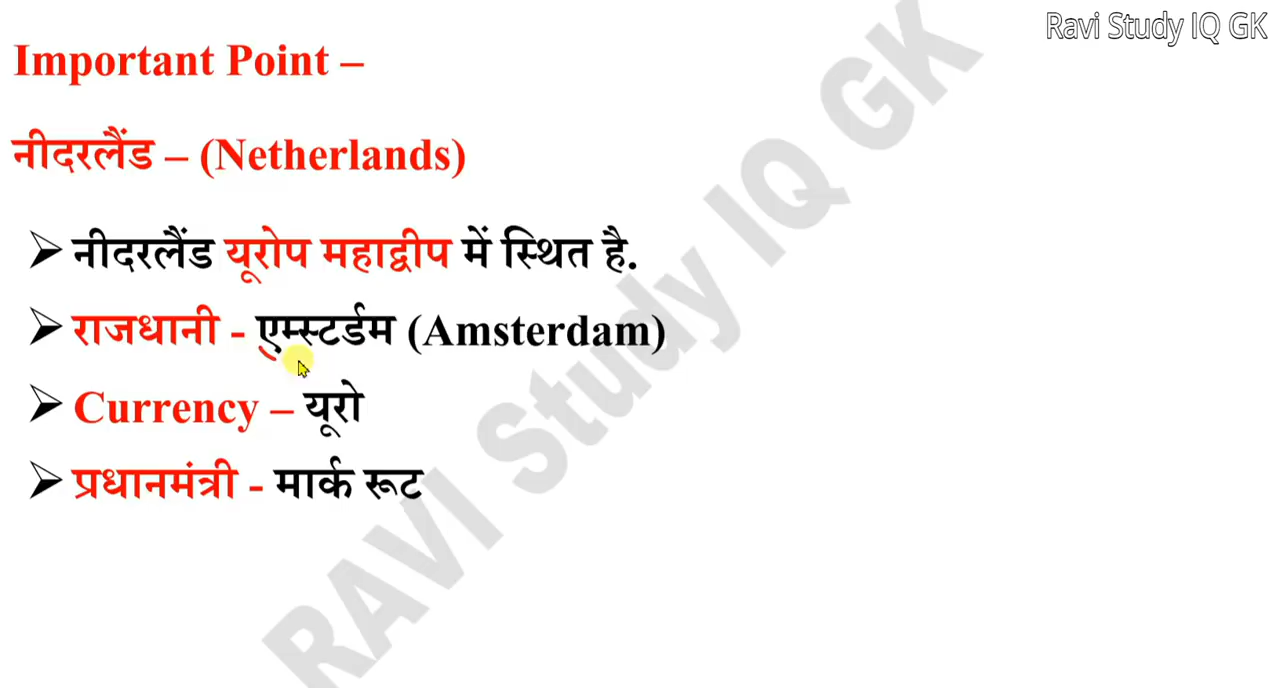 Ravi Study IQ GK
Important Point –
नीदरलैंड – (Netherlands)
➤ नीदरलैंड यूरोप महाद्वीप में स्थित है.
➤ राजधानी - एम्स्टर्डम (Amsterdam)
➤ Currency – यूरो
➤ प्रधानमंत्री - मार्क रूट
RAVI Study IQ GK